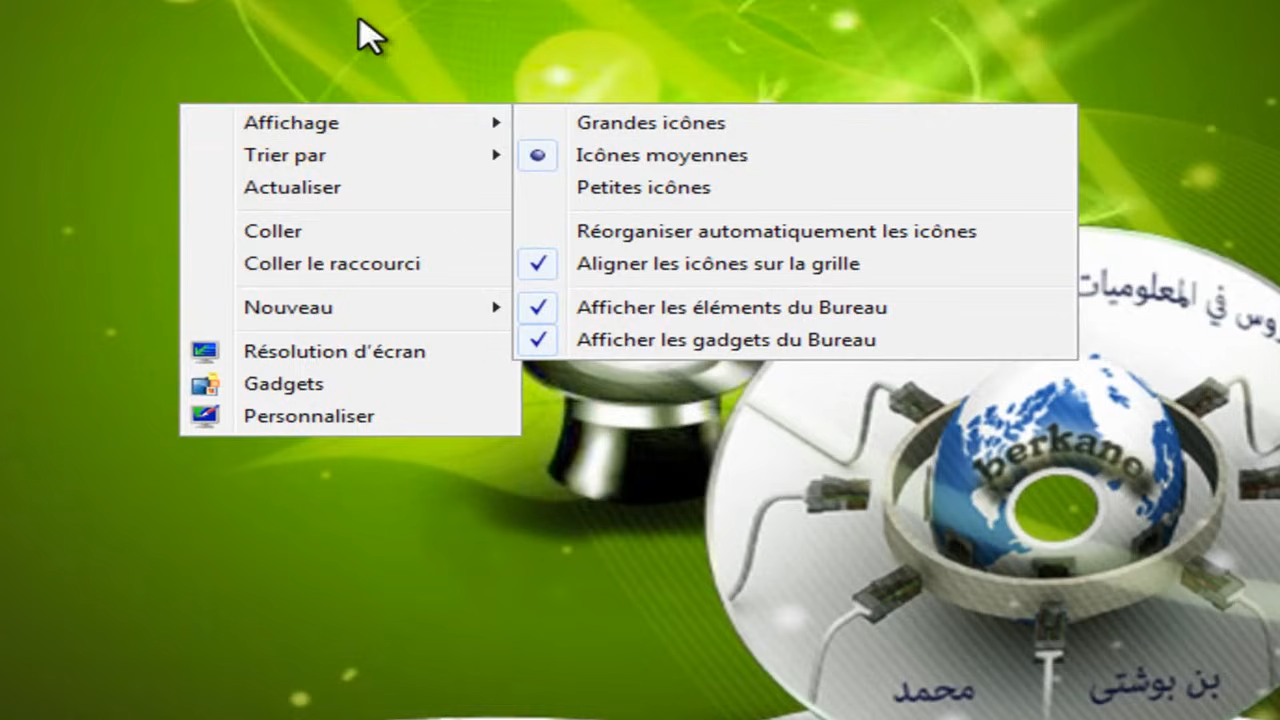 Affichage
Trier par
Actualiser
Coller
Coller le raccourci
Nouveau
Résolution d'écran
Gadgets
Personnaliser
Grandes icônes
Icônes moyennes
Petites icônes
Réorganiser automatiquement les icônes
Aligner les icônes sur la grille
Afficher les éléments du Bureau
Afficher les gadgets du Bureau
في المعلوميات
berkane
بن بوشتى
محمد